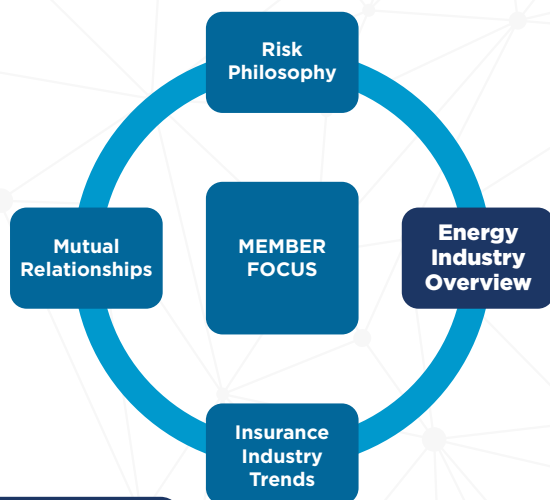 Risk
Philosophy
Mutual
Relationships
MEMBER
FOCUS
Energy
Industry
Overview
Insurance
Industry
Trends